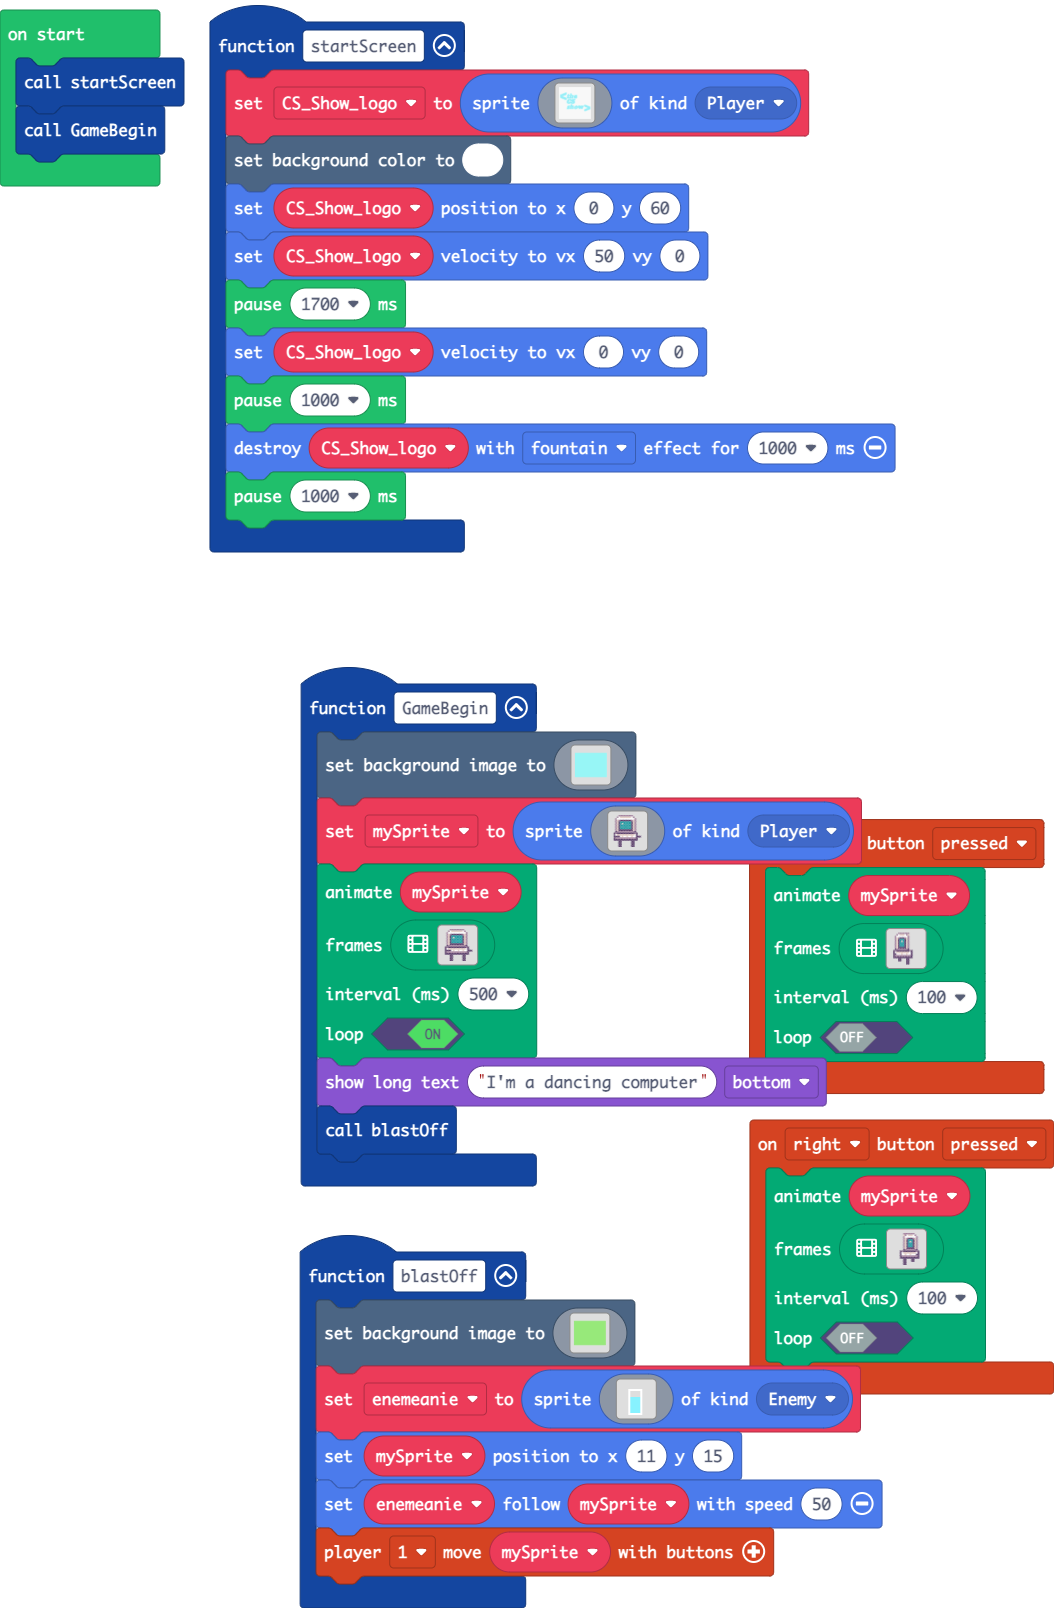 on start
call startScreen
call GameBegin
function startScreen
set CS_Show_logo to sprite of kind Player
set background color to
set CS_Show_logo position to x 0 y 60
set CS_Show_logo velocity to vx 50 vy 0
pause 1700 ms
set CS_Show_logo velocity to vx 0 vy 0
pause 1000 ms
destroy CS_Show_logo with fountain effect for 1000 ms
pause 1000 ms
function GameBegin
set background image to
set mySprite to sprite of kind Player
animate mySprite
frames
interval (ms) 500
loop ON
show long text "I'm a dancing computer" bottom
call blastOff
button pressed
animate mySprite
frames
interval (ms) 100
loop OFF
on right button pressed
animate mySprite
frames
interval (ms) 100
loop OFF
function blastOff
set background image to
set enemeanie to sprite of kind Enemy
set mySprite position to x 11 y 15
set enemeanie follow mySprite with speed 50
player 1 move mySprite with buttons